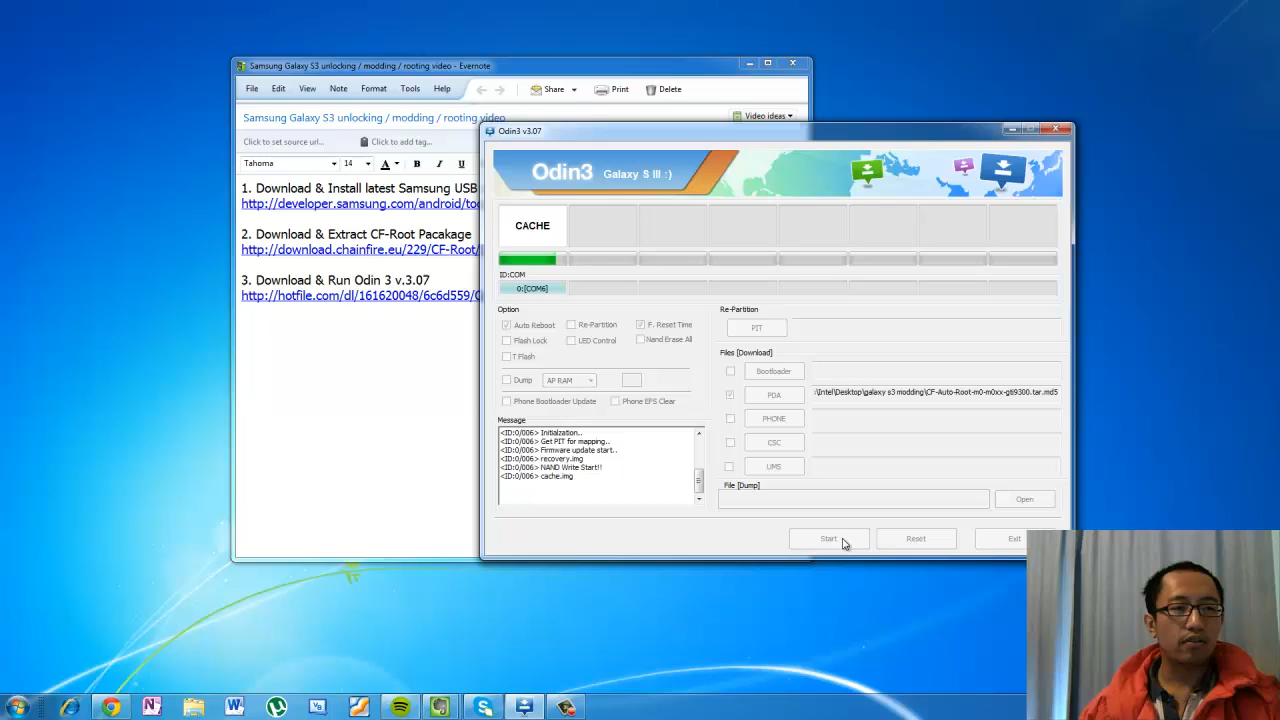 Samsung Galaxy S3 unlocking / modding / rooting video - Evernote
File Edit View Note Format Tools Help Share Print Delete
Samsung Galaxy S3 unlocking / modding / rooting video
Video ideas
Click to set source url...
Click to add tag...
Tahoma 14 A B I U
1. Download & Install latest Samsung USB
http://developer.samsung.com/android/too
2. Download & Extract CF-Root Pacakage
http://download.chainfire.eu/229/CF-Root/
3. Download & Run Odin 3 v.3.07
http://hotfile.com/dl/161620048/6c6d559/
Odin3 v3.07
Odin3 Galaxy S III :)
CACHE
ID:COM
0:[COM6]
Option
Auto Reboot Re-Partition F. Reset Time
Flash Lock LED Control Nand Erase All
T Flash
Dump AP RAM
Phone Bootloader Update Phone EFS Clear
Message
<ID:0/006> Initialzation..
<ID:0/006> Get PIT for mapping..
<ID:0/006> Firmware update start..
<ID:0/006> recovery.img
<ID:0/006> NAND Write Start!!
<ID:0/006> cache.img
Re-Partition
PIT
Files [Download]
Bootloader
PDA :\Intel\Desktop\galaxy s3 modding\CF-Auto-Root-m0-m0xx-gti9300.tar.md5
PHONE
CSC
UMS
File [Dump]
Open
Start Reset Exit